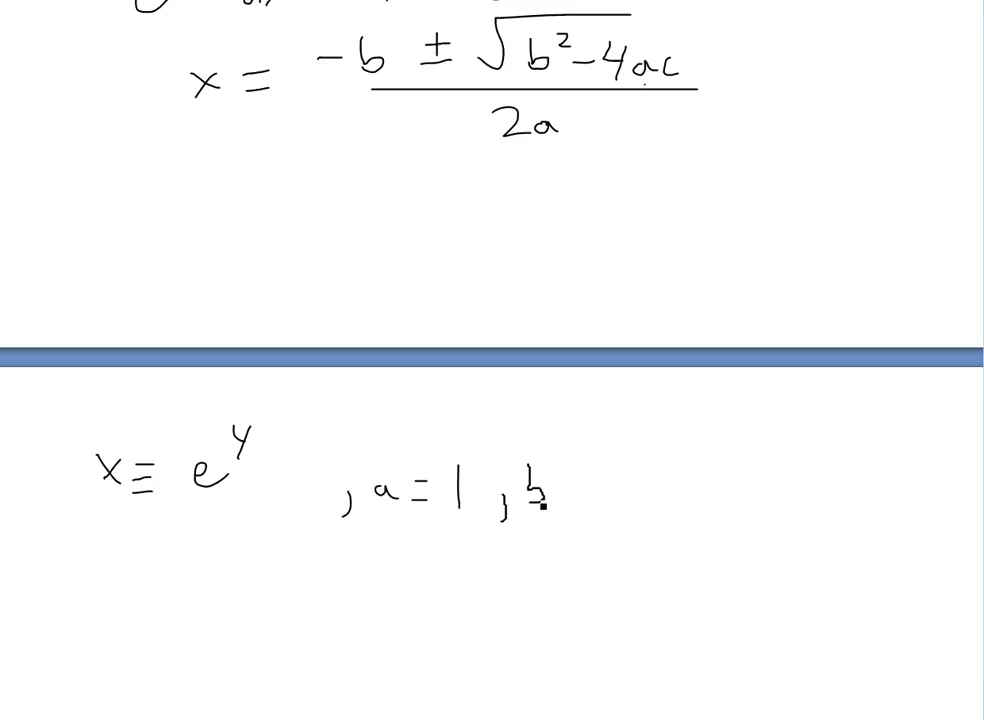 x = -b ± √b²-4ac
2a
x ≡ e^y , a = 1 , b